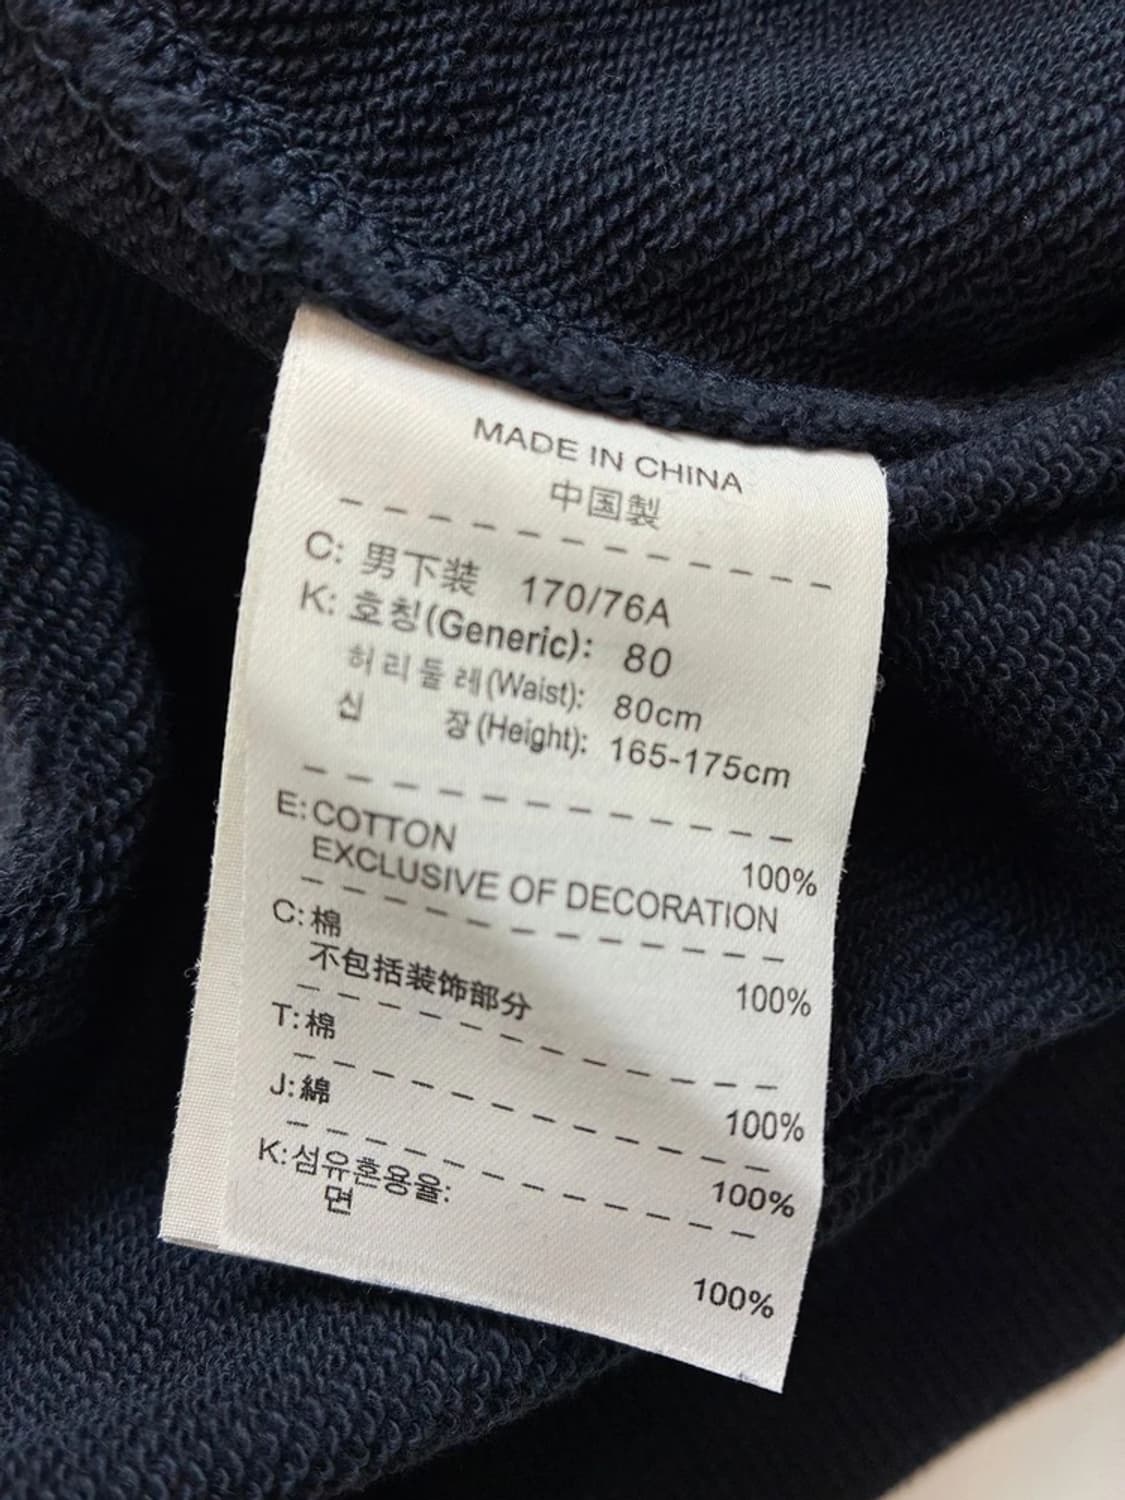 MADE IN CHINA
中国製
C: 男下装 170/76A
K: 호칭(Generic): 80
허리둘레(Waist): 80cm
신 장(Height): 165-175cm
E: COTTON 100%
EXCLUSIVE OF DECORATION
C: 棉 100%
不包括装饰部分
T: 棉 100%
J: 綿 100%
K: 섬유혼용율:
면 100%